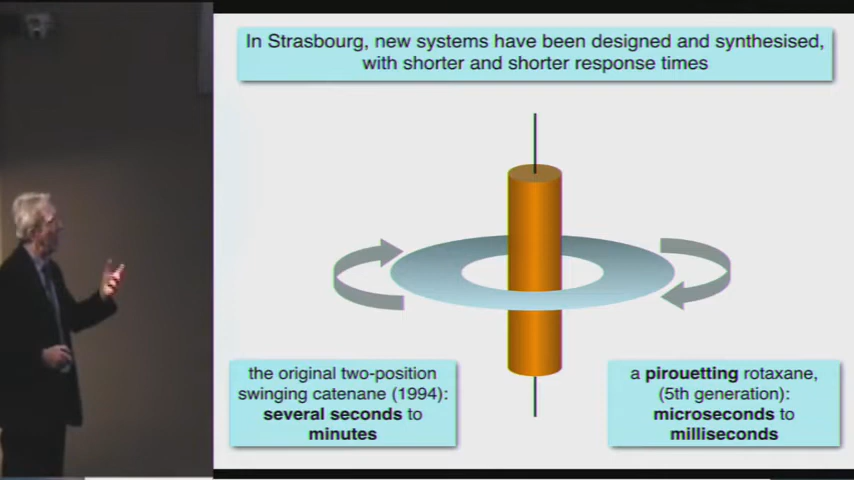 In Strasbourg, new systems have been designed and synthesised,
with shorter and shorter response times
the original two-position
swinging catenane (1994):
several seconds to
minutes
a pirouetting rotaxane,
(5th generation):
microseconds to
milliseconds